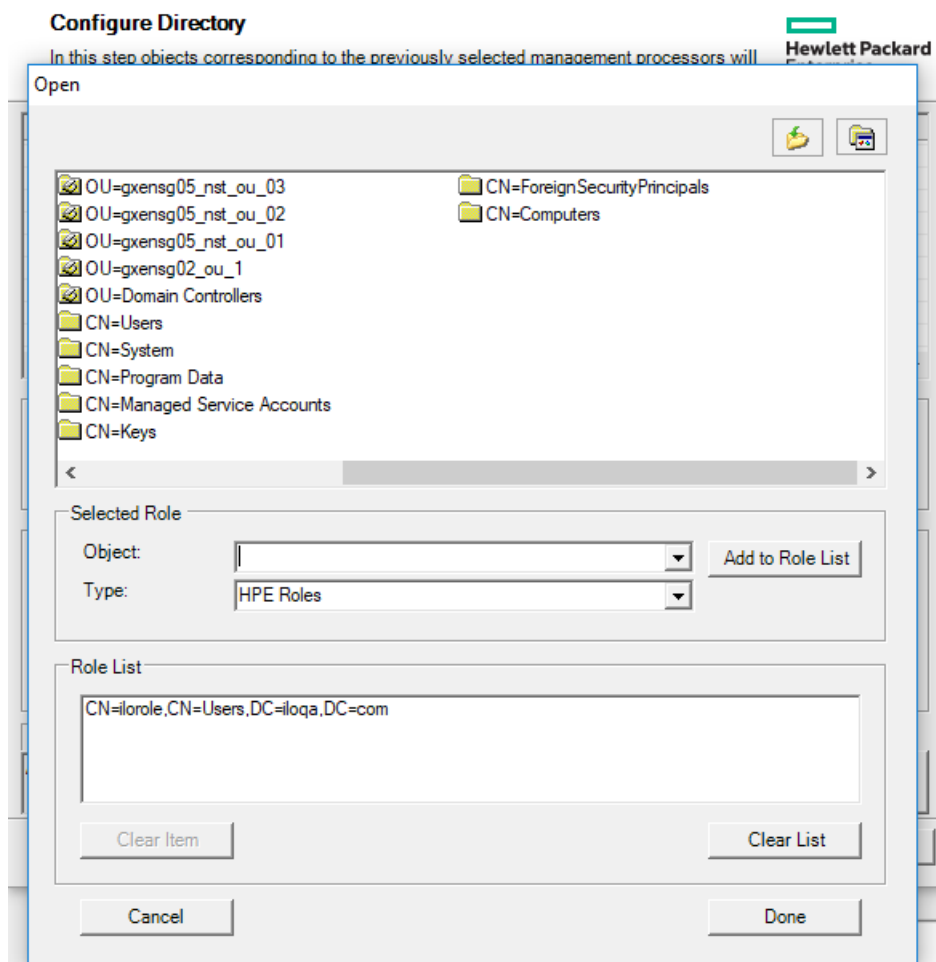 Configure Directory
In this step objects corresponding to the previously selected management processors will
Hewlett Packard
Enterprise
Open
OU=gxensg05_nst_ou_03
OU=gxensg05_nst_ou_02
OU=gxensg05_nst_ou_01
OU=gxensg02_ou_1
OU=Domain Controllers
CN=Users
CN=System
CN=Program Data
CN=Managed Service Accounts
CN=Keys
CN=ForeignSecurityPrincipals
CN=Computers
Selected Role
Object:
Add to Role List
Type:
HPE Roles
Role List
CN=ilorole,CN=Users,DC=iloqa,DC=com
Clear Item
Clear List
Cancel
Done